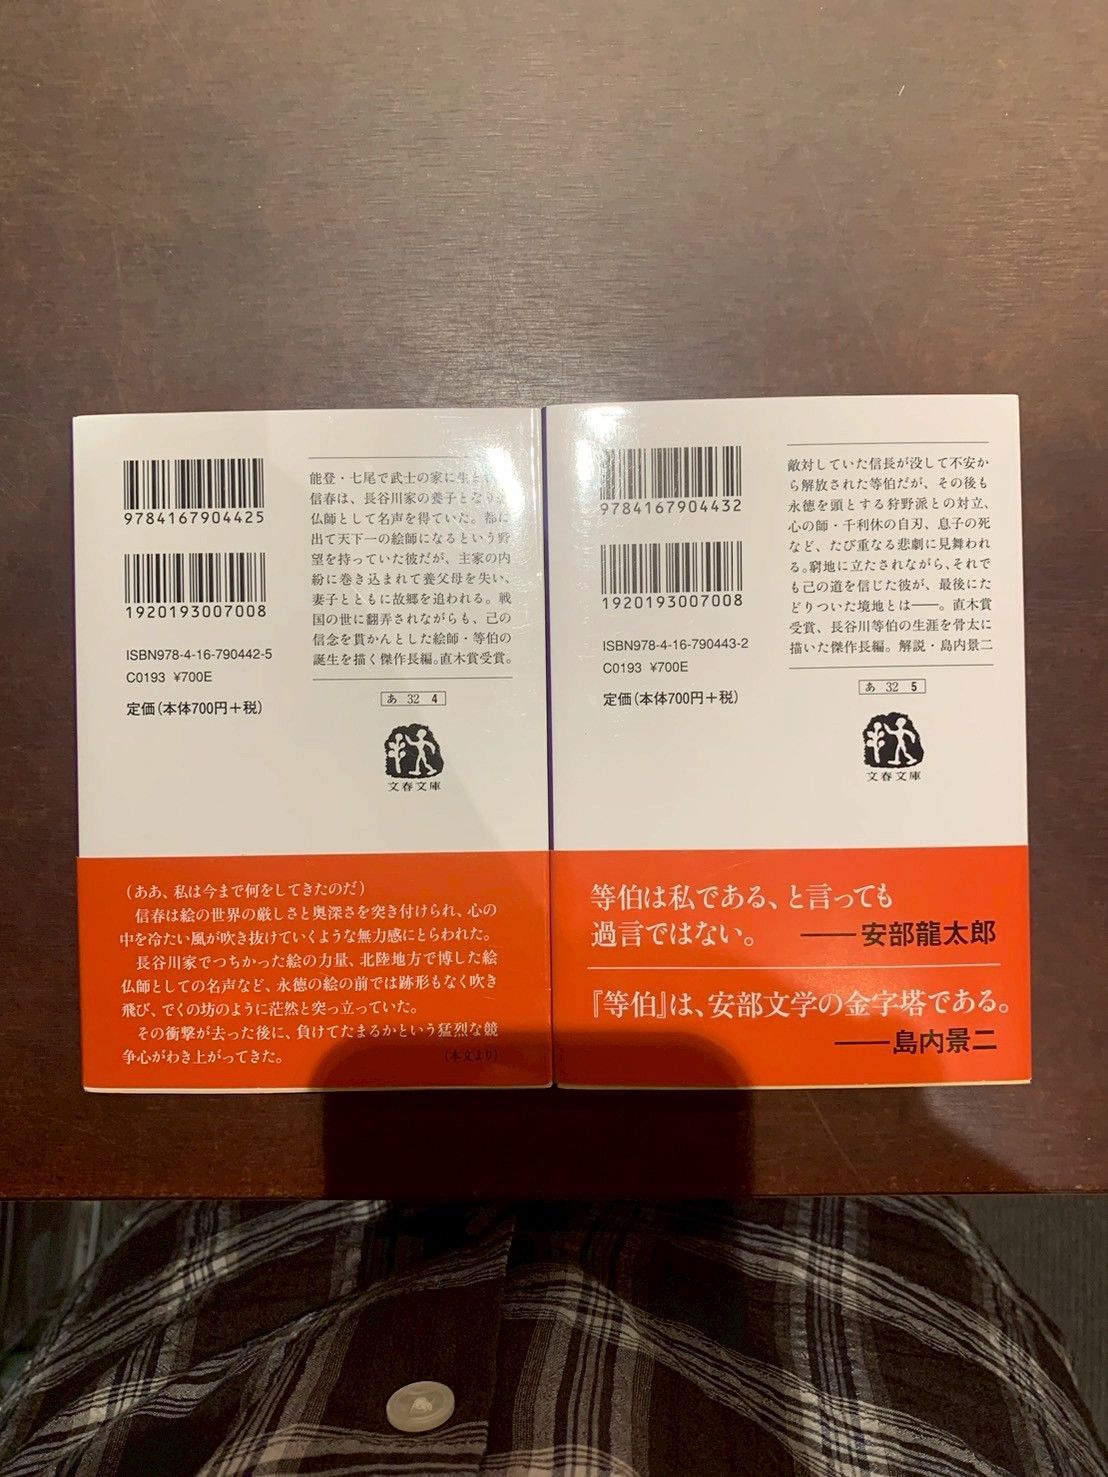 9784167904425
1920193007008
ISBN978-4-16-790442-5
C0193 ¥700E
定価(本体700円+税)
能登・七尾で武士の家に生
信春は、長谷川家の養子となり
仏師として名声を得ていた。都に
出て天下一の絵師になるという野
望を持っていた彼だが、主家の内
紛に巻き込まれて養父母を失い、
妻子とともに故郷を追われる。戦
国の世に翻弄されながらも、己の
信念を貫かんとした絵師・等伯の
誕生を描く傑作長編。直木賞受賞。
あ 32 4
文春文庫
(ああ、私は今まで何をしてきたのだ)
信春は絵の世界の厳しさと奥深さを突き付けられ、心の
中を冷たい風が吹き抜けていくような無力感にとらわれた。
長谷川家でつちかった絵の力量、北陸地方で博した絵
仏師としての名声など、永徳の絵の前では跡形もなく吹き
飛び、でくの坊のように茫然と突っ立っていた。
その衝撃が去った後に、負けてたまるかという猛烈な競
争心がわき上がってきた。
(本文より)
9784167904432
1920193007008
ISBN978-4-16-790443-2
C0193 ¥700E
定価(本体700円+税)
敵対していた信長が没して不安か
ら解放された等伯だが、その後も
永徳を頭とする狩野派との対立、
心の師・千利休の自刃、息子の死
など、たび重なる悲劇に見舞われ
る。窮地に立たされながら、それで
も己の道を信じた彼が、最後にた
どりついた境地とは――。直木賞
受賞、長谷川等伯の生涯を骨太に
描いた傑作長編。解説・島内景二
あ 32 5
文春文庫
等伯は私である、と言っても
過言ではない。 ――安部龍太郎
『等伯』は、安部文学の金字塔である。
――島内景二